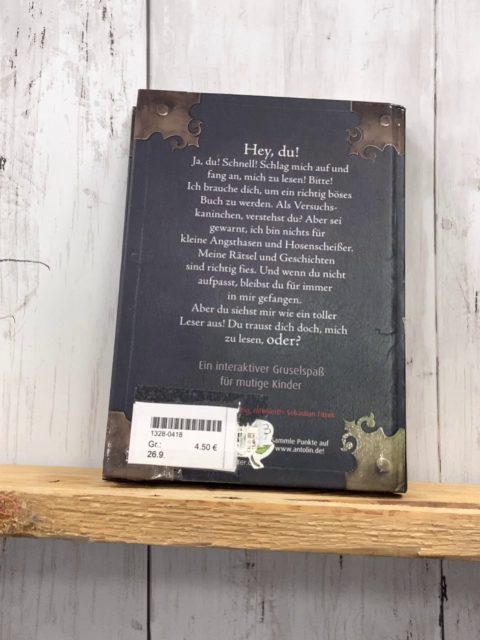 Hey, du!
Ja, du! Schnell! Schlag mich auf und
fang an, mich zu lesen! Bitte!
Ich brauche dich, um ein richtig böses
Buch zu werden. Als Versuchs-
kaninchen, verstehst du? Aber sei
gewarnt, ich bin nichts für
kleine Angsthasen und Hosenscheißer.
Meine Rätsel und Geschichten
sind richtig fies. Und wenn du nicht
aufpasst, bleibst du für immer
in mir gefangen.
Aber du siehst mir wie ein toller
Leser aus! Du traust dich doch, mich
zu lesen, oder?
Ein interaktiver Gruselspaß
für mutige Kinder
Sebastian Fitzek
1328-0418
Gr.: 4.50 €
26.9.
ammle Punkte auf
www.antolin.de!